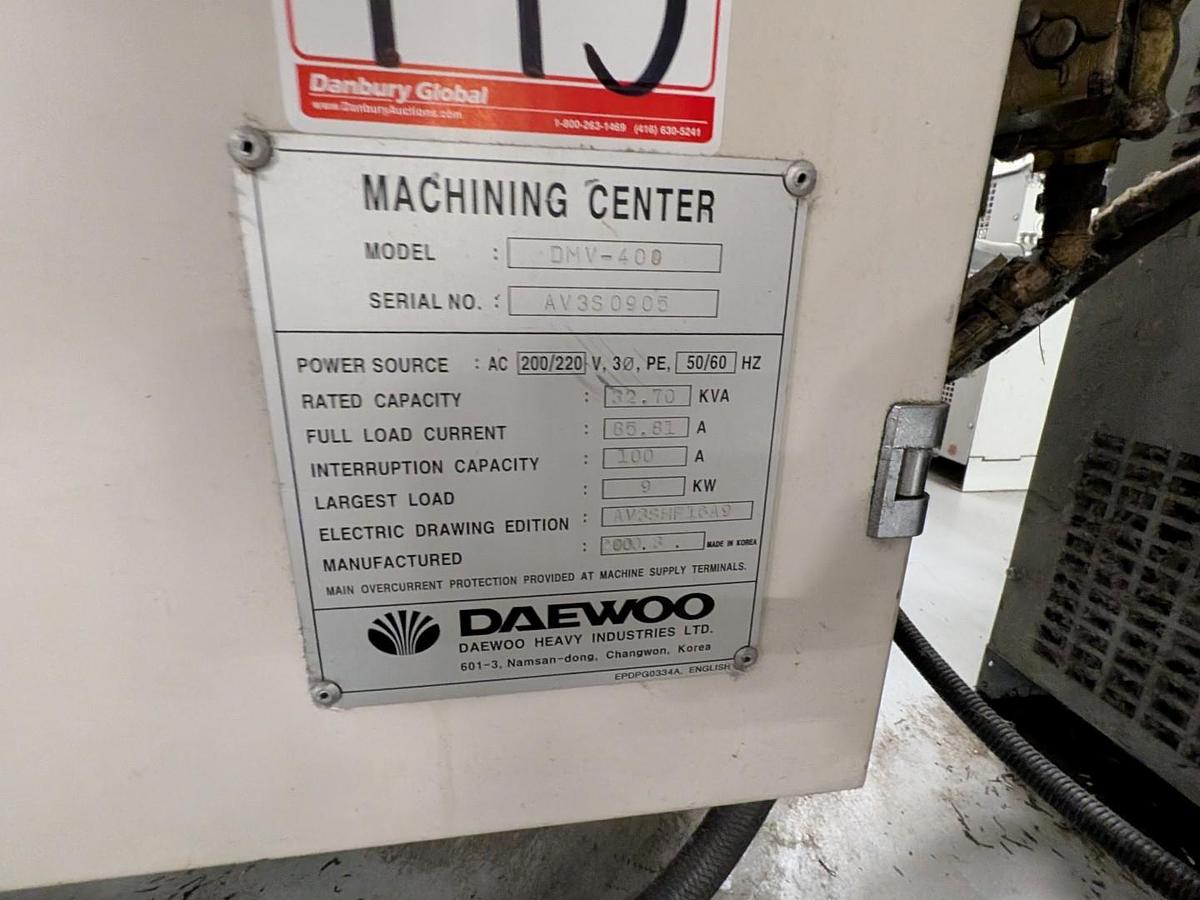 Danbury Global
www.DanburyAuctions.com
1-800-263-1469 (416) 630-5241
MACHINING CENTER
MODEL : DMV-400
SERIAL NO. : AV3S0905
POWER SOURCE : AC 200/220 V, 3Ø, PE, 50/60 HZ
RATED CAPACITY : 32.70 KVA
FULL LOAD CURRENT : 85.81 A
INTERRUPTION CAPACITY : 100 A
LARGEST LOAD : 9 KW
ELECTRIC DRAWING EDITION : AV3SHF16A9
MANUFACTURED : 2000. 3 . MADE IN KOREA
MAIN OVERCURRENT PROTECTION PROVIDED AT MACHINE SUPPLY TERMINALS.
DAEWOO
DAEWOO HEAVY INDUSTRIES LTD.
601-3, Namsan-dong, Changwon, Korea
EPDPG0334A, ENGLISH